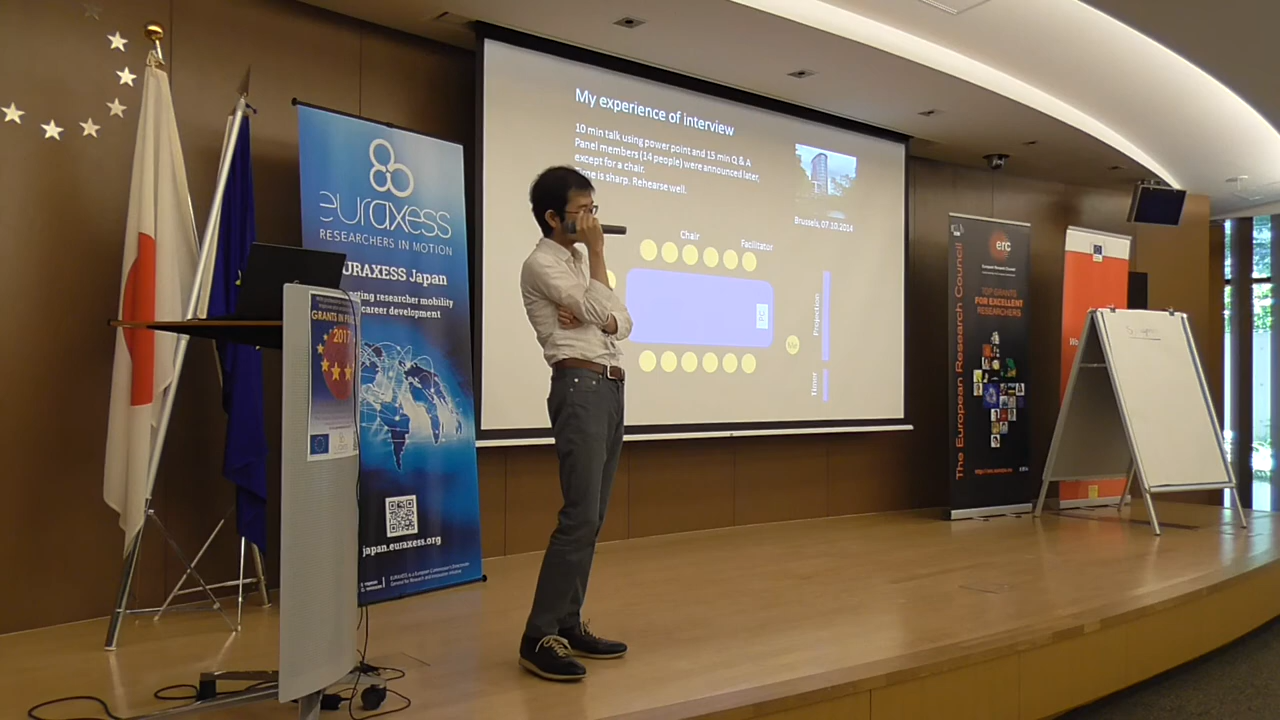 My experience of interview
10 min talk using power point and 15 min Q & A
Panel members (14 people) were announced later,
except for a chair.
Time is sharp. Rehearse well.
Brussels, 07.10.2014
Chair
Facilitator
PC
Me
Projection
Timer
euraxess
RESEARCHERS IN MOTION
EURAXESS Japan
researcher mobility
career development
japan.euraxess.org
GRANTS IN
2017
The European Research Council
erc
European Research Council
TOP GRANTS
FOR EXCELLENT
RESEARCHERS